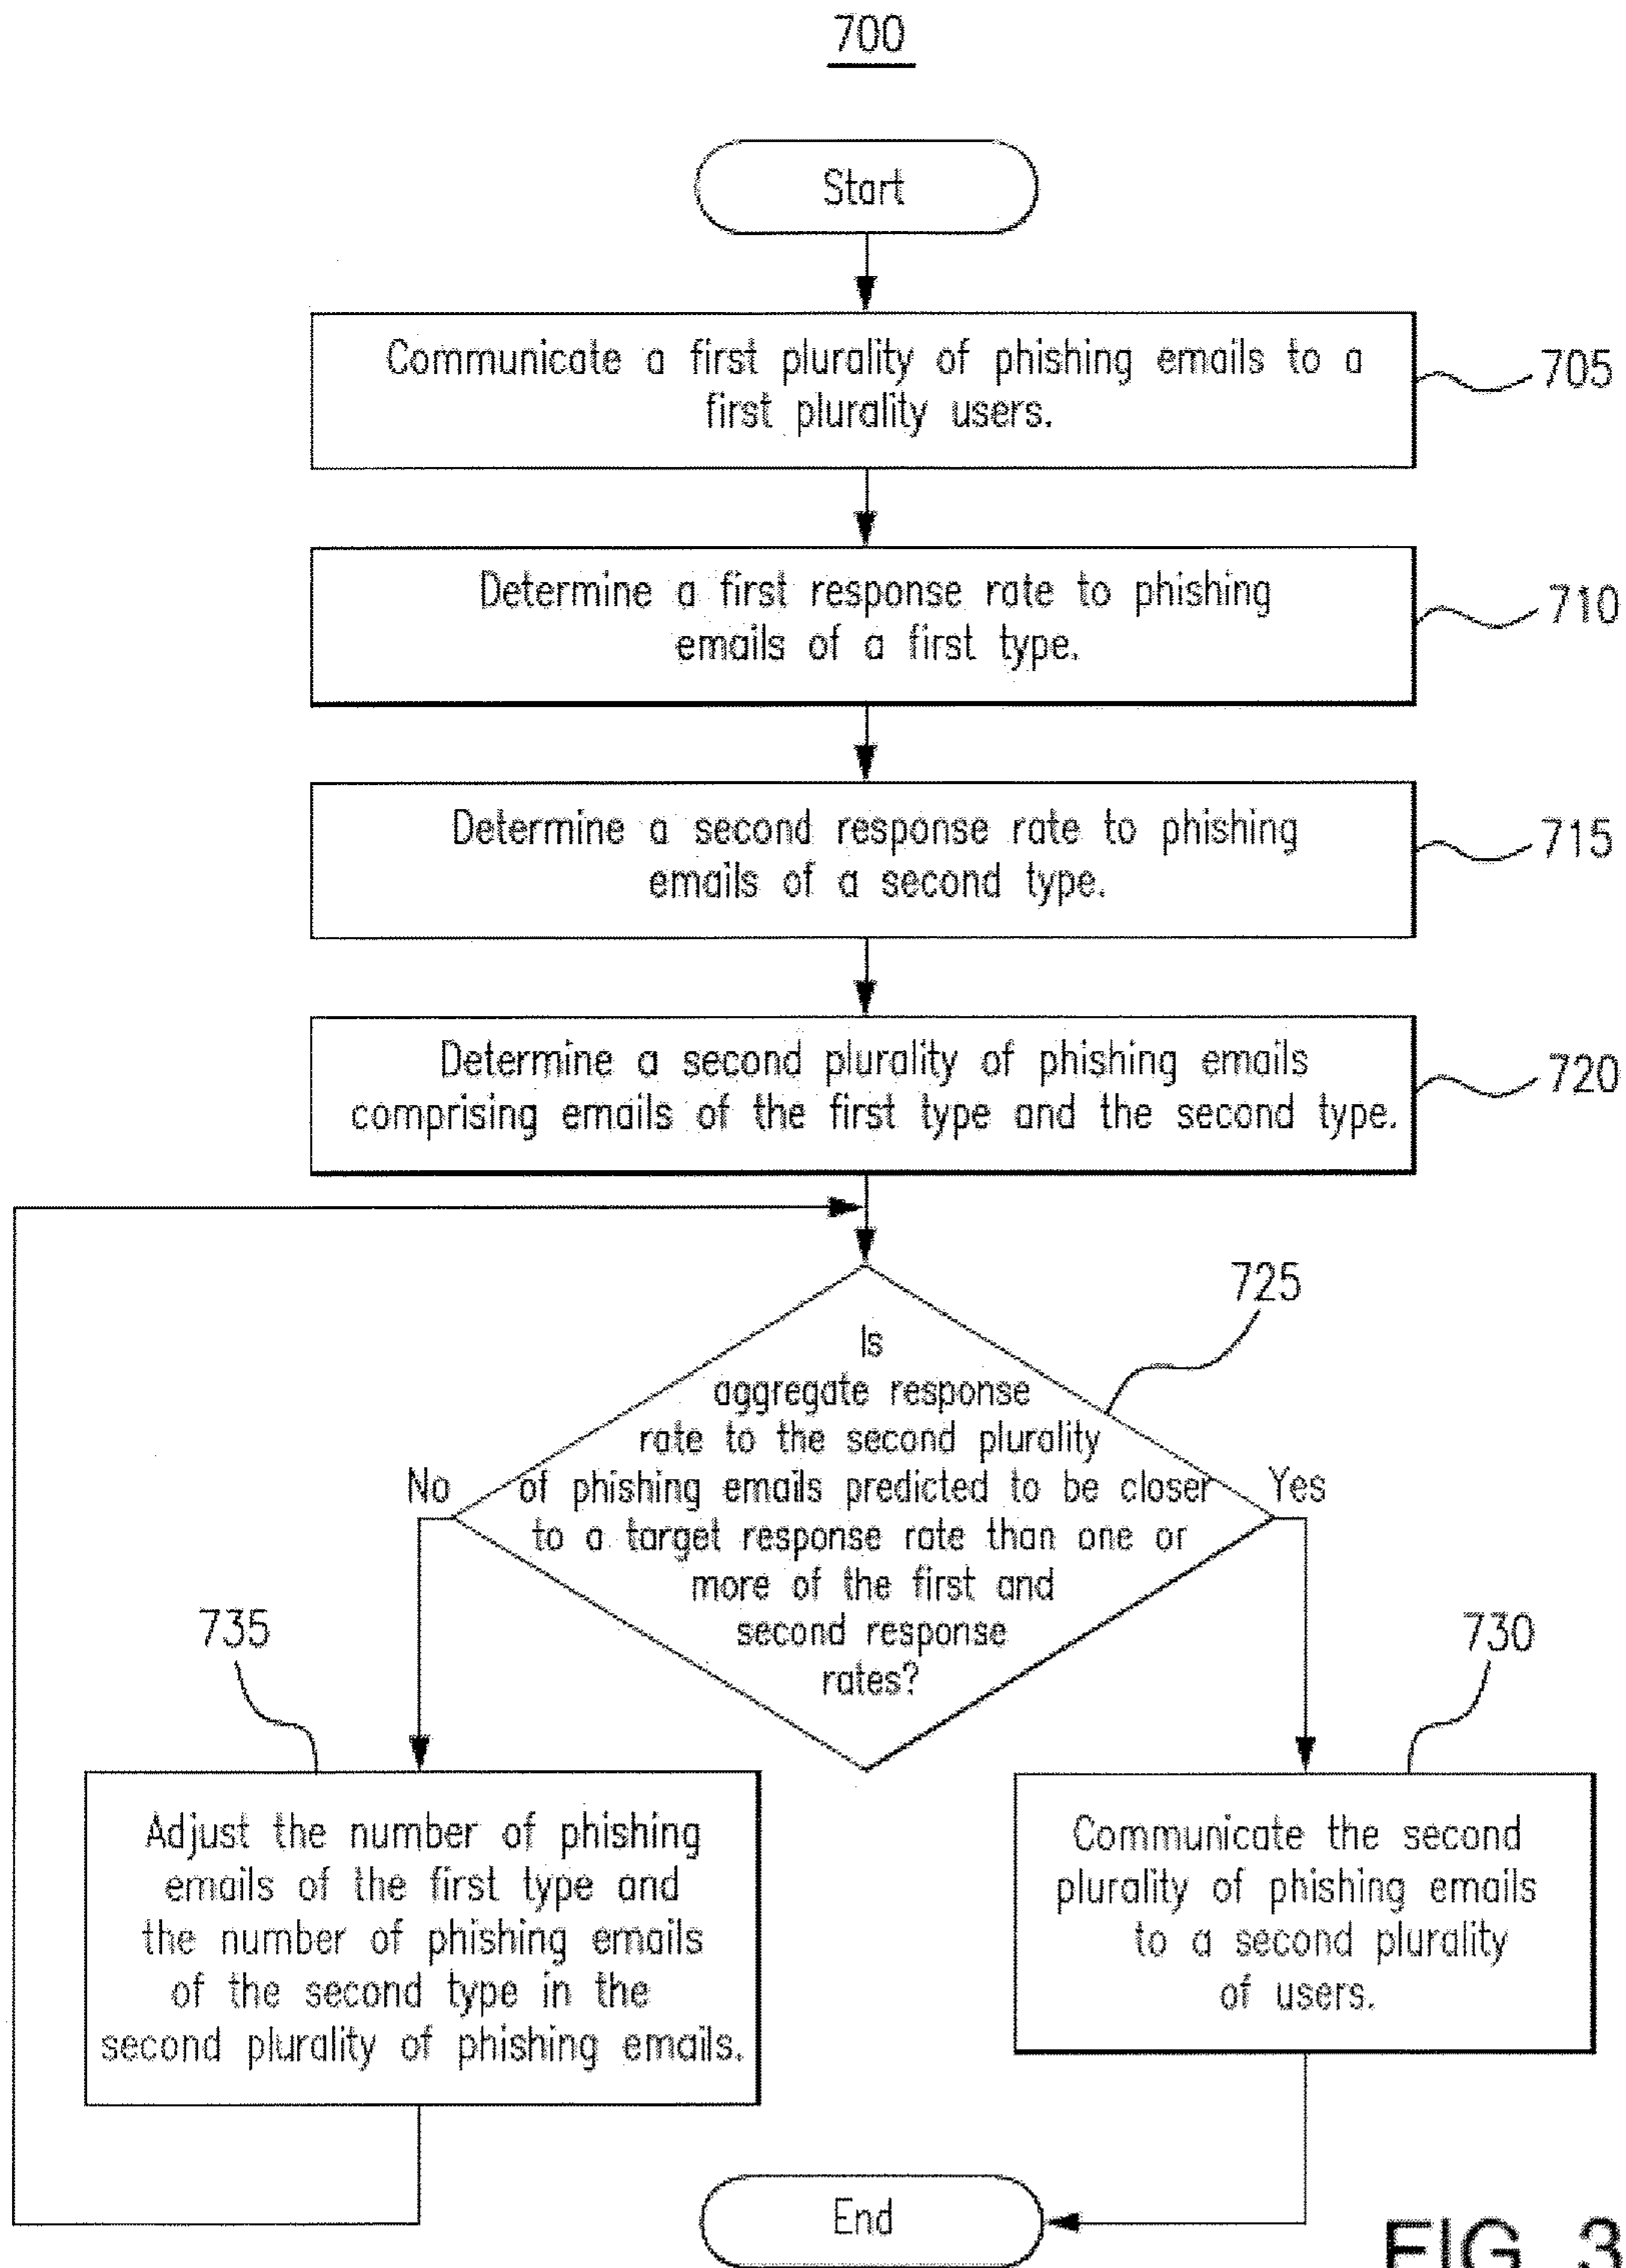 700
Start
Communicate a first plurality of phishing emails to a
first plurality users.
705
Determine a first response rate to phishing
emails of a first type.
710
Determine a second response rate to phishing
emails of a second type.
715
Determine a second plurality of phishing emails
comprising emails of the first type and the second type.
720
725
Is
aggregate response
rate to the second plurality
of phishing emails predicted to be closer
to a target response rate than one or
more of the first and
second response
rates?
No
Yes
735
730
Adjust the number of phishing
emails of the first type and
the number of phishing emails
of the second type in the
second plurality of phishing emails.
Communicate the second
plurality of phishing emails
to a second plurality
of users.
End
FIG. 3